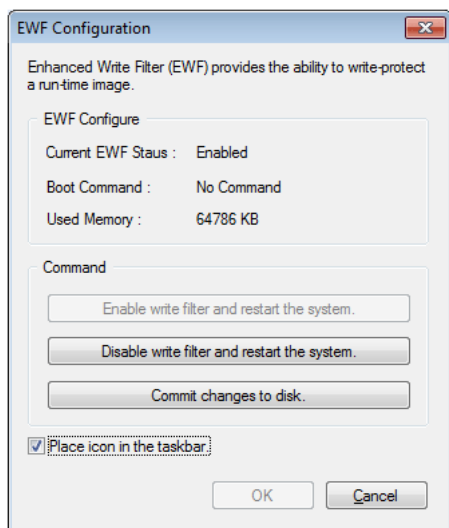 EWF Configuration
Enhanced Write Filter (EWF) provides the ability to write-protect
a run-time image.
EWF Configure
Current EWF Staus : Enabled
Boot Command : No Command
Used Memory : 64786 KB
Command
Enable write filter and restart the system.
Disable write filter and restart the system.
Commit changes to disk.
Place icon in the taskbar.
OK Cancel